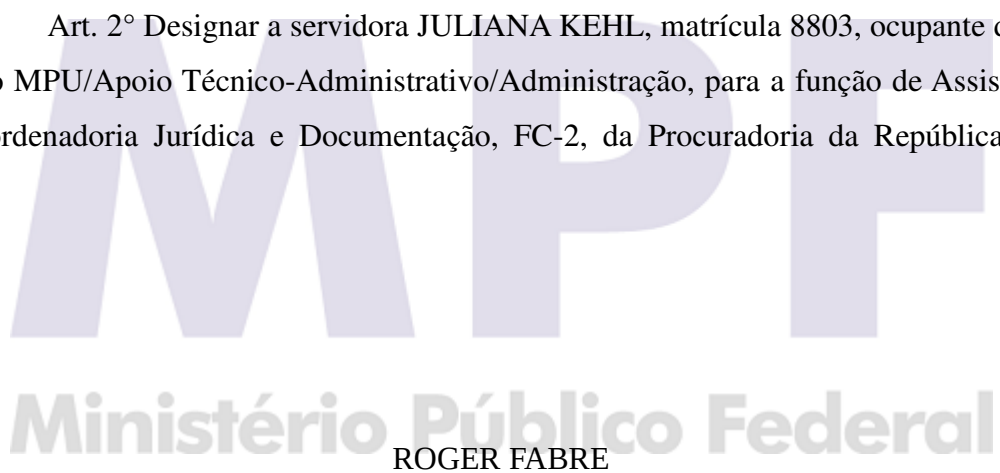 Art. 2° Designar a servidora JULIANA KEHL, matrícula 8803, ocupante
MPU/Apoio Técnico-Administrativo/Administração, para a função de
Jurídica e Documentação, FC-2, da Procuradoria da República
MPF
Ministério Público Federal
ROGER FABRE